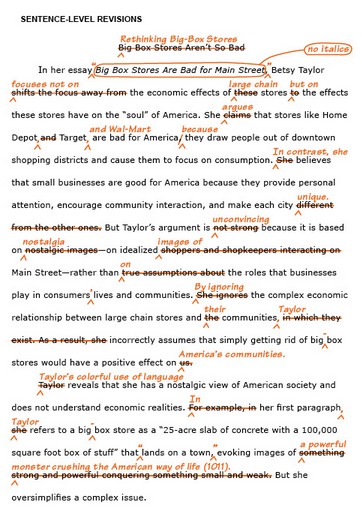 SENTENCE-LEVEL REVISIONS
Rethinking Big-Box Stores
Big Box Stores Aren't So Bad
no italics
In her essay "Big Box Stores Are Bad for Main Street," Betsy Taylor
focuses not on large chain but on
shifts the focus away from the economic effects of these stores to the effects
these stores have on the "soul" of America. She claims that stores like Home
argues
and Wal-Mart because
Depot, and Target, are bad for America, they draw people out of downtown
In contrast, she
shopping districts and cause them to focus on consumption. She believes
that small businesses are good for America because they provide personal
unique.
attention, encourage community interaction, and make each city different
unconvincing
from the other ones. But Taylor's argument is not strong because it is based
nostalgia images of
on nostalgic images—on idealized shoppers and shopkeepers interacting on
on
Main Street—rather than true assumptions about the roles that businesses
By ignoring
play in consumers' lives and communities. She ignores the complex economic
their Taylor
relationship between large chain stores and the communities, in which they
exist. As a result, she incorrectly assumes that simply getting rid of big-box
America's communities.
stores would have a positive effect on us.
Taylor's colorful use of language
Taylor reveals that she has a nostalgic view of American society and
In
does not understand economic realities. For example, in her first paragraph,
Taylor
she refers to a big-box store as a "25-acre slab of concrete with a 100,000
a powerful
square foot box of stuff" that "lands on a town," evoking images of something
monster crushing the American way of life (1011).
strong and powerful conquering something small and weak. But she
oversimplifies a complex issue.